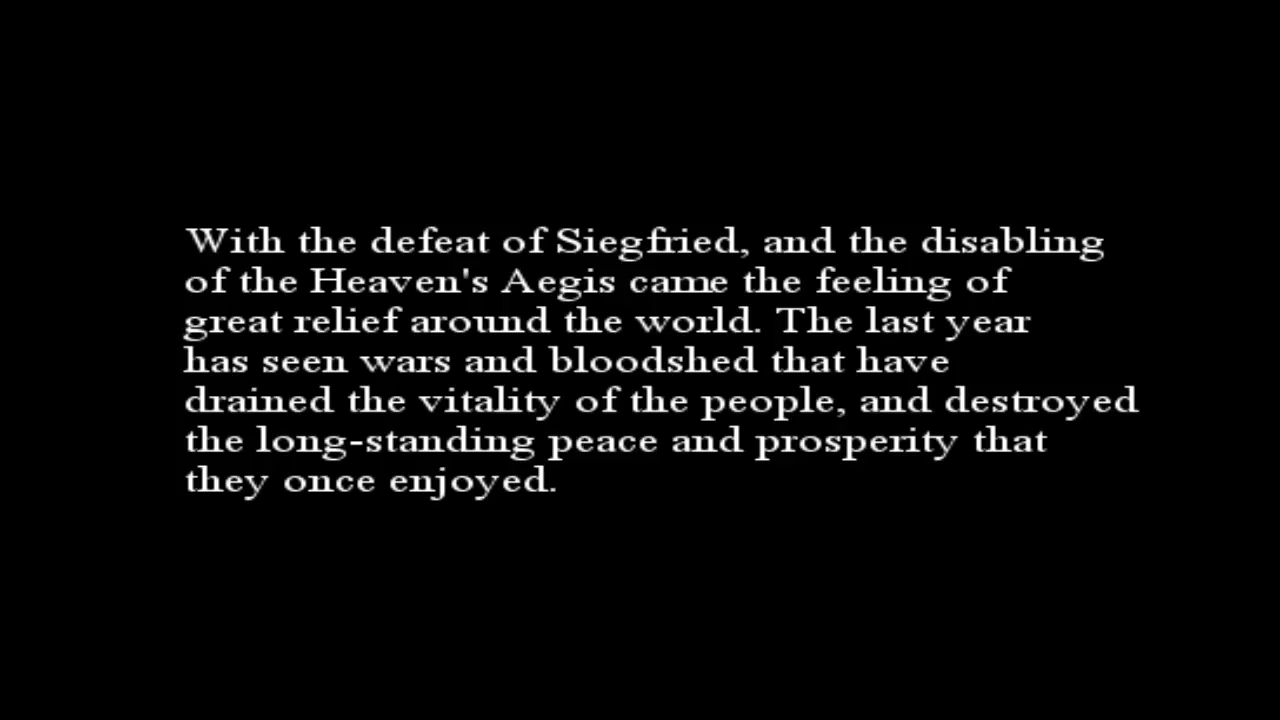 With the defeat of Siegfried, and the disabling
of the Heaven's Aegis came the feeling of
great relief around the world. The last year
has seen wars and bloodshed that have
drained the vitality of the people, and destroyed
the long-standing peace and prosperity that
they once enjoyed.